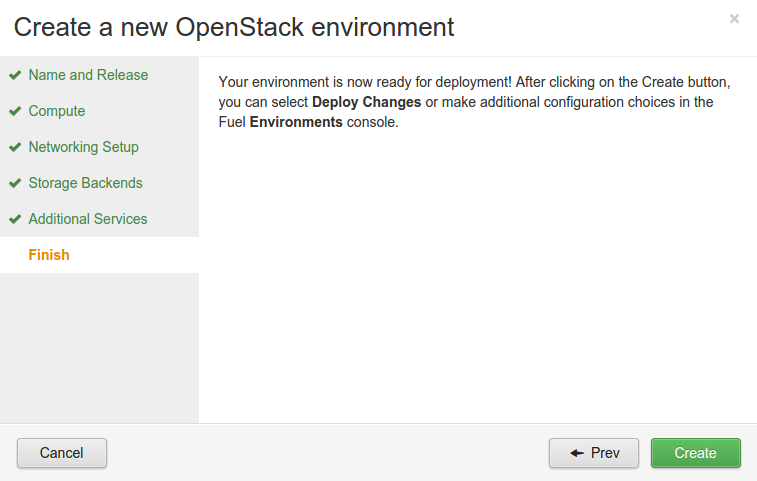 Create a new OpenStack environment
×
Name and Release
Compute
Networking Setup
Storage Backends
Additional Services
Finish
Your environment is now ready for deployment! After clicking on the Create button,
you can select Deploy Changes or make additional configuration choices in the
Fuel Environments console.
Cancel
Prev
Create